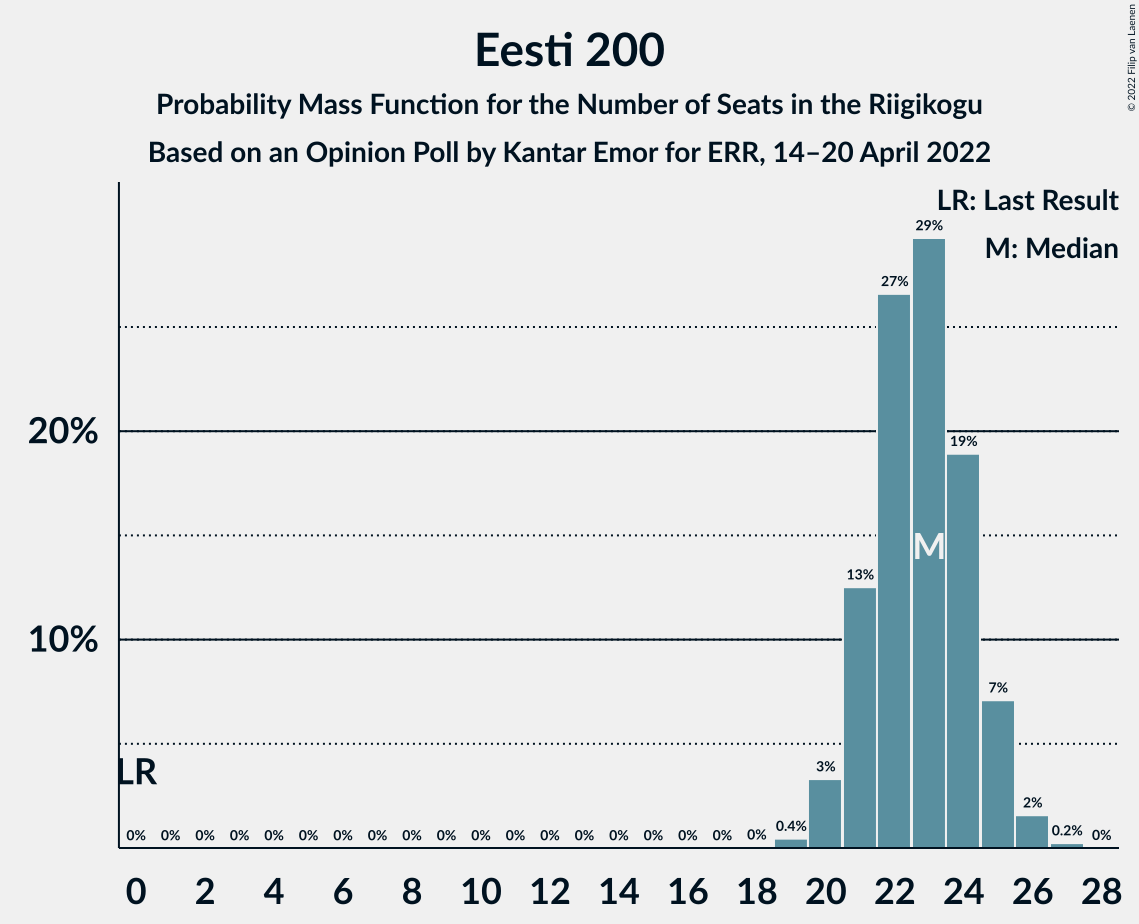 Eesti 200
Probability Mass Function for the Number of Seats in the Riigikogu
Based on an Opinion Poll by Kantar Emor for ERR, 14–20 April 2022
© 2022 Filip van Laenen
LR: Last Result
M: Median
29%
27%
20%
19%
M
13%
10%
7%
LR
3%
2%
0% 0% 0% 0% 0% 0% 0% 0% 0% 0% 0% 0% 0% 0% 0% 0% 0% 0% 0% 0.4% 0.2% 0%
0 2 4 6 8 10 12 14 16 18 20 22 24 26 28